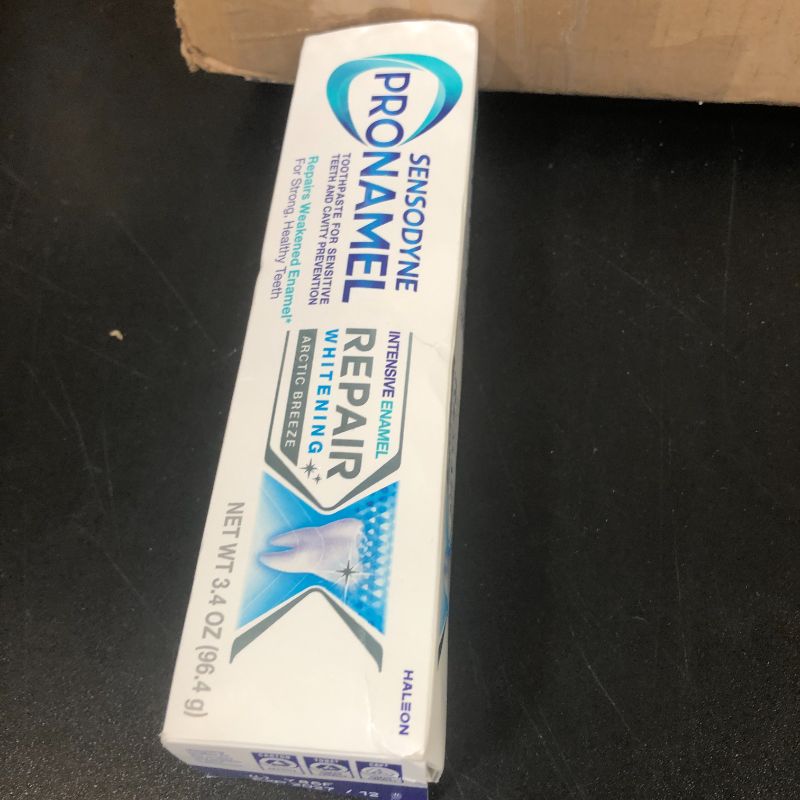 SENSODYNE
PRONAMEL
TOOTHPASTE FOR SENSITIVE
TEETH AND CAVITY PREVENTION
Repairs Weakened Enamel*
For Strong, Healthy Teeth
INTENSIVE ENAMEL
REPAIR
WHITENING
ARCTIC BREEZE
NET WT 3.4 OZ (96.4 g)
HALEON